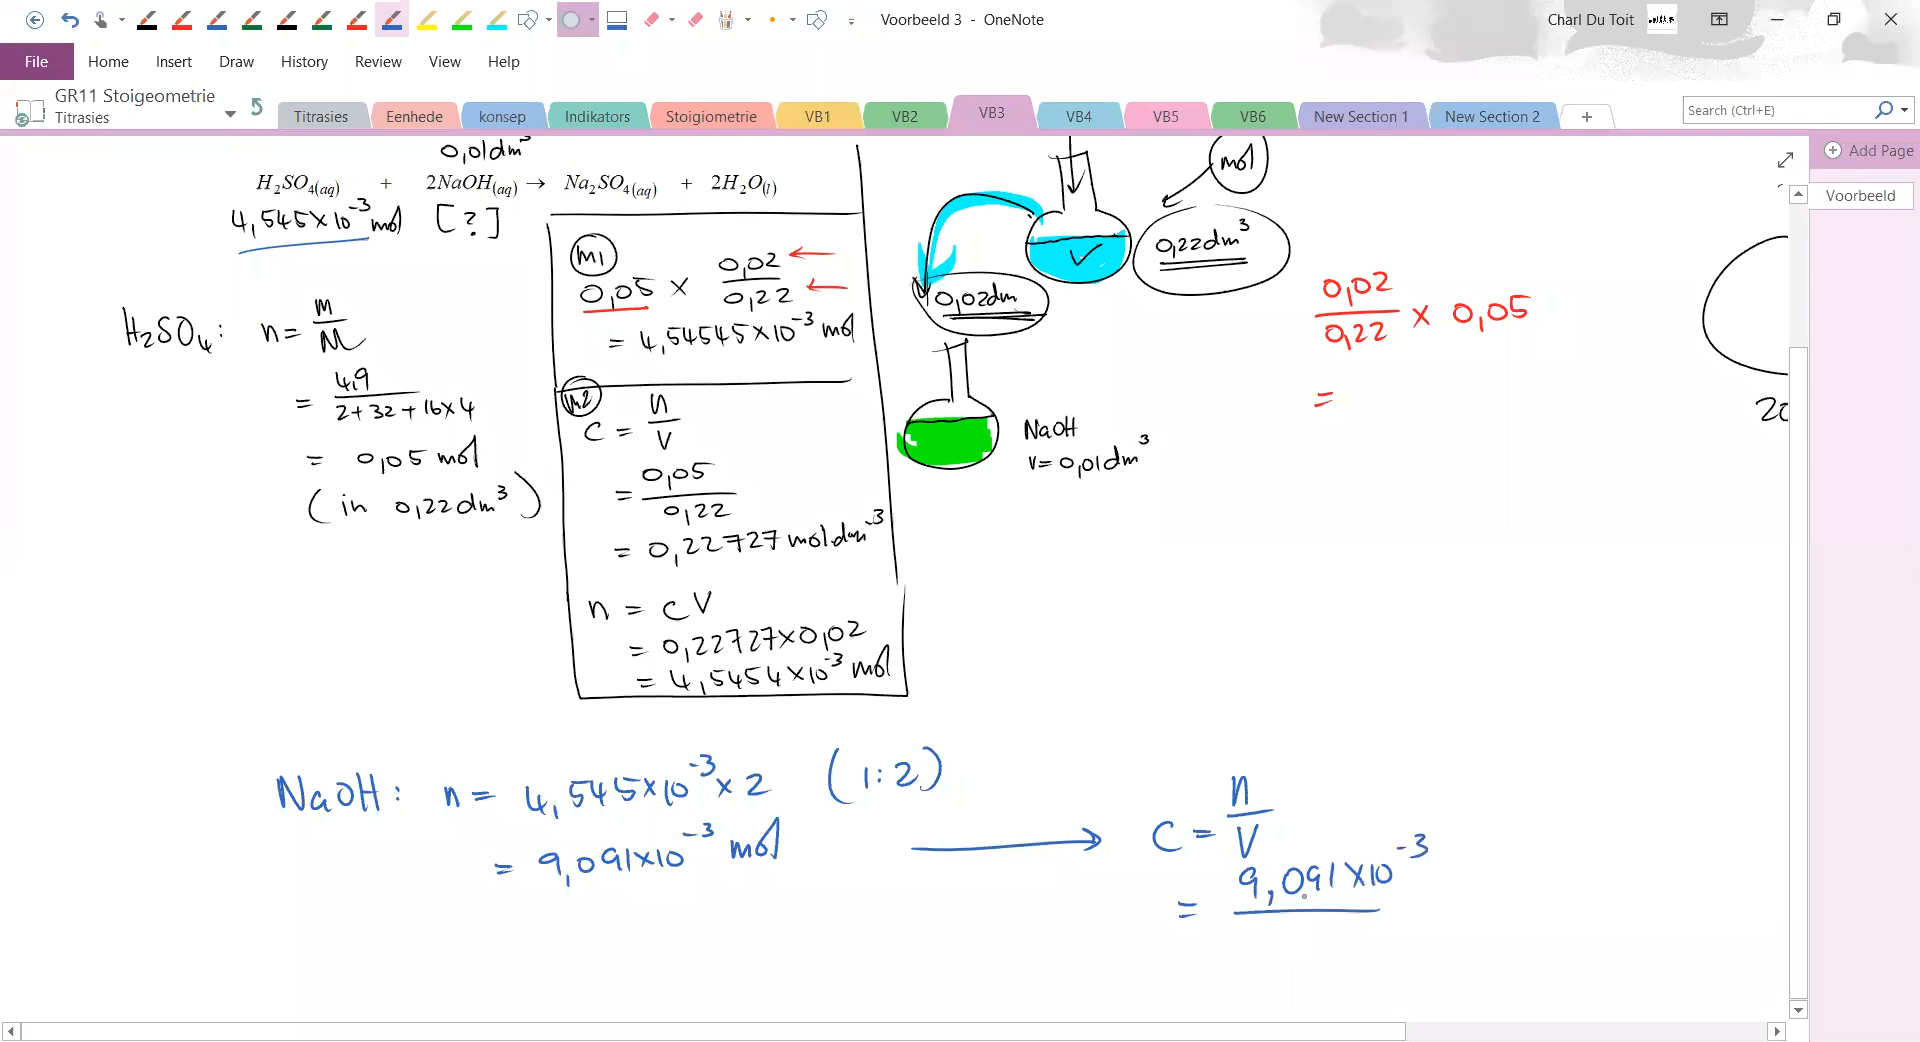 Voorbeeld 3 - OneNote
Charl Du Toit
File Home Insert Draw History Review View Help
GR11 Stoigeometrie
Titrasies
Titrasies Eenhede konsep Indikators Stoigiometrie VB1 VB2 VB3 VB4 VB5 VB6 New Section 1 New Section 2 +
Search (Ctrl+E)
Add Page
Voorbeeld
0,01dm³
H₂SO₄(aq) + 2NaOH(aq) → Na₂SO₄(aq) + 2H₂O(l)
4,545×10⁻³ mol [?]
H₂SO₄: n = m/M
= 4,9/(2+32+16×4)
= 0,05 mol
(in 0,22dm³)
m1
0,05 × 0,02/0,22
= 4,54545×10⁻³ mol
m2
c = n/V
= 0,05/0,22
= 0,22727 mol dm⁻³
n = cV
= 0,22727×0,02
= 4,5454×10⁻³ mol
mol
0,22dm³
0,02dm
NaOH
V=0,01dm³
0,02/0,22 × 0,05
=
NaOH: n = 4,545×10⁻³ × 2 (1:2)
= 9,091×10⁻³ mol
c = n/V
= 9,091×10⁻³